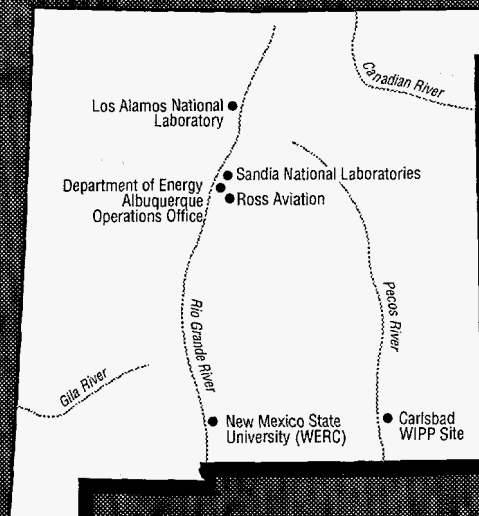 Canadian River
Los Alamos National
Laboratory
Sandia National Laboratories
Department of Energy
Albuquerque
Operations Office
Ross Aviation
Rio Grande River
Pecos River
Gila River
New Mexico State
University (WERC)
Carlsbad
WIPP Site